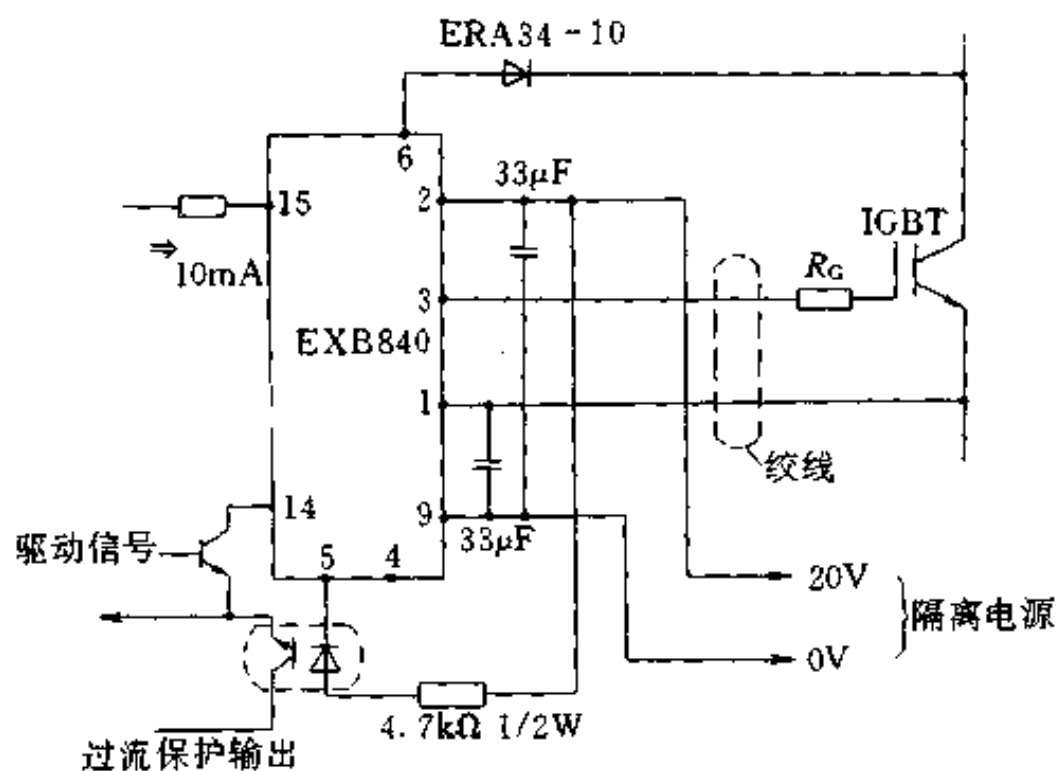 ERA34-10
6
33μF
2
15
IGBT
R_G
⇒
10mA
3
EXB840
1
绞线
14
9
33μF
驱动信号
5
4
20V
隔离电源
0V
4.7kΩ 1/2W
过流保护输出